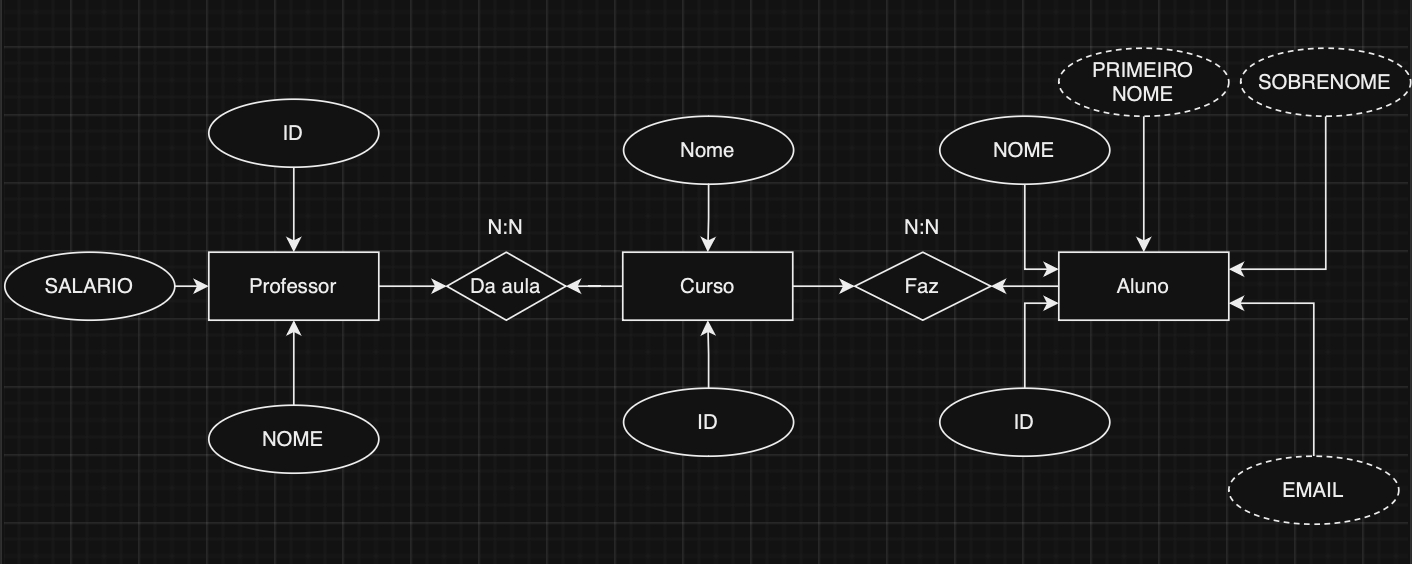 PRIMEIRO
NOME
SOBRENOME
ID
Nome
NOME
N:N
N:N
SALARIO
Professor
Da aula
Curso
Faz
Aluno
NOME
ID
ID
EMAIL